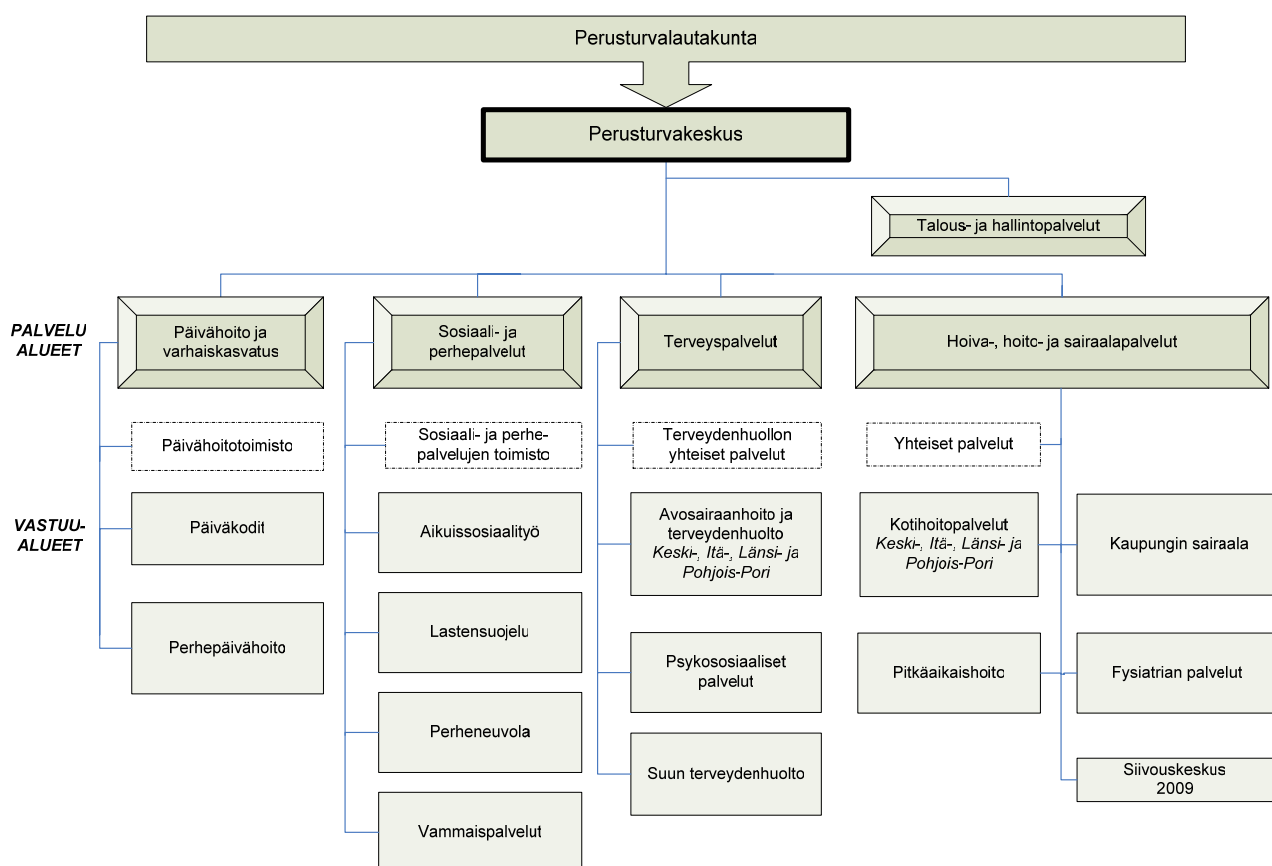 Perusturvalautakunta
Perusturvakeskus
Talous- ja hallintopalvelut
PALVELU
ALUEET
Päivähoito ja
varhaiskasvatus
Sosiaali- ja
perhepalvelut
Terveyspalvelut
Hoiva-, hoito- ja sairaalapalvelut
Päivähoitotoimisto
Sosiaali- ja perhe-
palvelujen toimisto
Terveydenhuollon
yhteiset palvelut
Yhteiset palvelut
VASTUU-
ALUEET
Päiväkodit
Aikuissosiaalityö
Avosairaanhoito ja
terveydenhuolto
Keski-, Itä-, Länsi- ja
Pohjois-Pori
Kotihoitopalvelut
Keski-, Itä-, Länsi- ja
Pohjois-Pori
Kaupungin sairaala
Perhepäivähoito
Lastensuojelu
Psykososiaaliset
palvelut
Pitkäaikaishoito
Fysiatrian palvelut
Perheneuvola
Suun terveydenhuolto
Siivouskeskus
2009
Vammaispalvelut